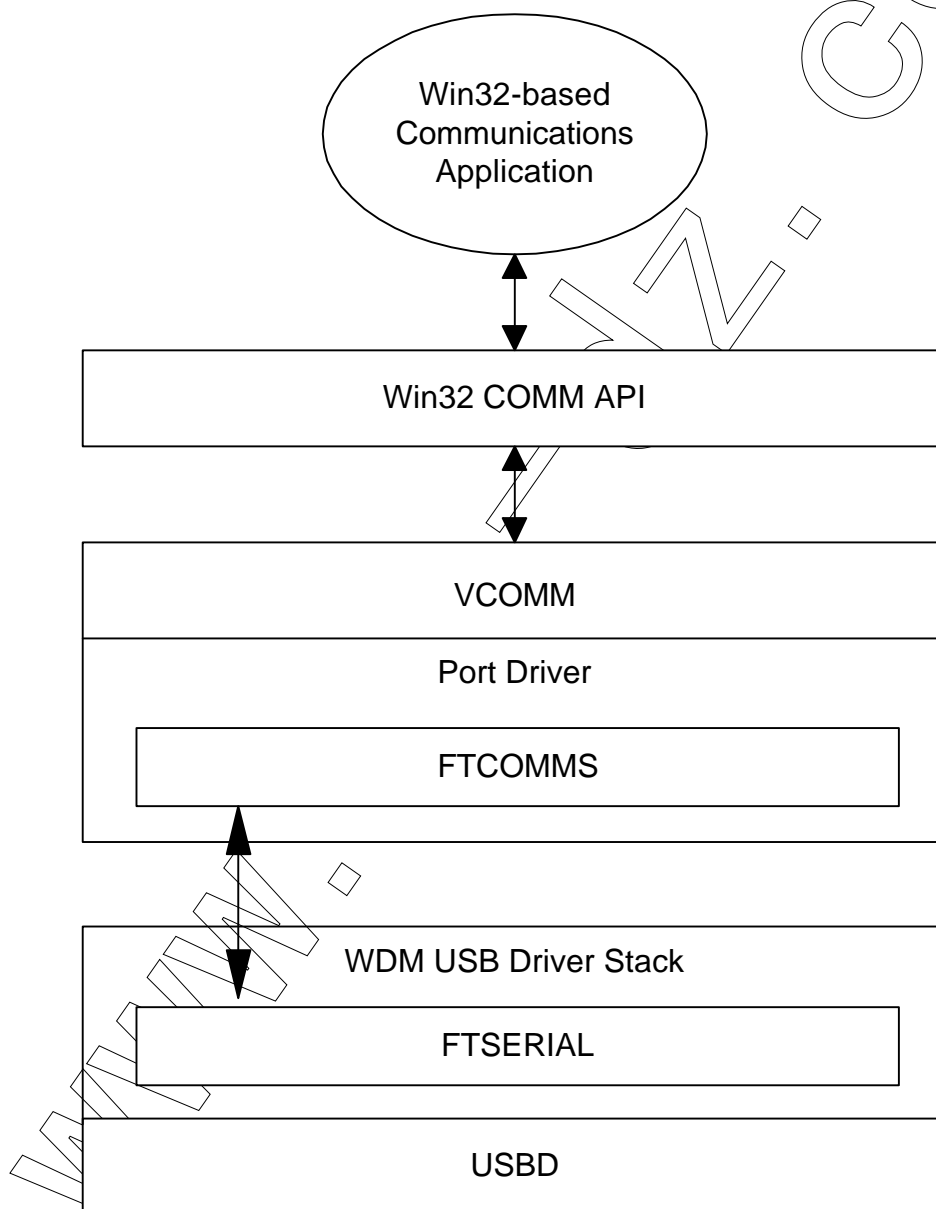 Win32-based
Communications
Application
Win32 COMM API
VCOMM
Port Driver
FTCOMMS
WDM USB Driver Stack
FTSERIAL
USBD